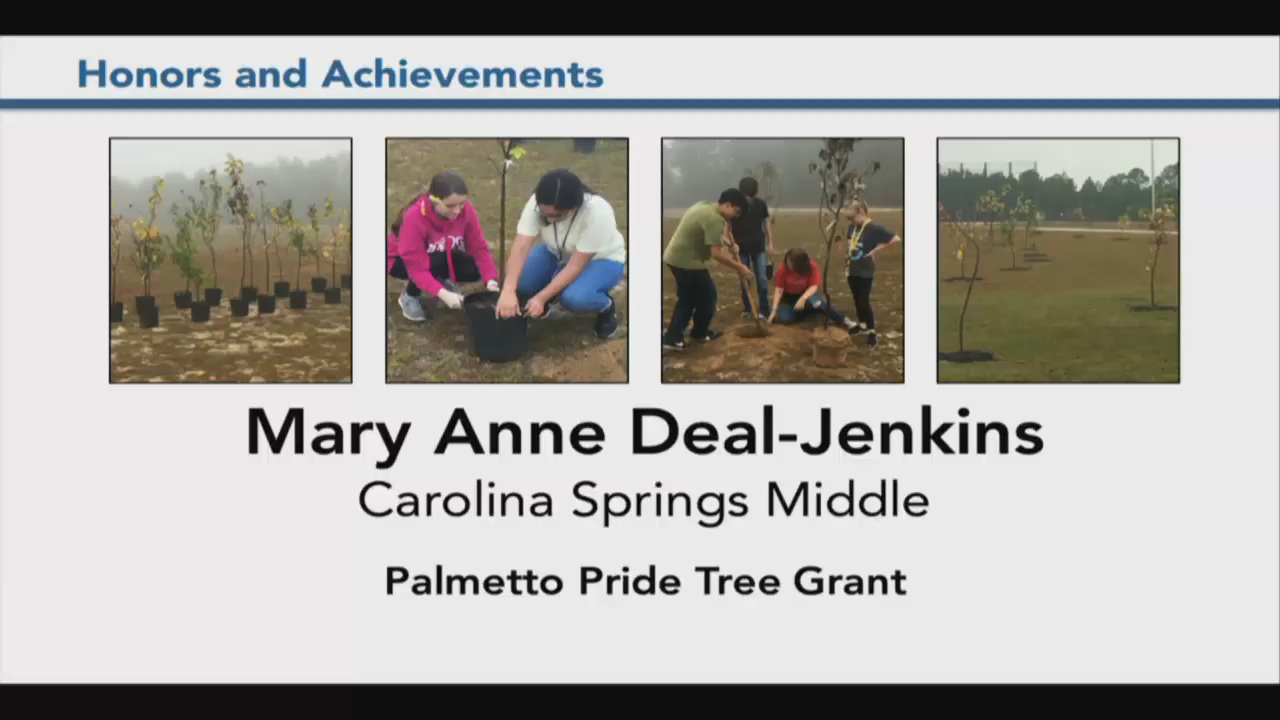 Honors and Achievements
Mary Anne Deal-Jenkins
Carolina Springs Middle
Palmetto Pride Tree Grant